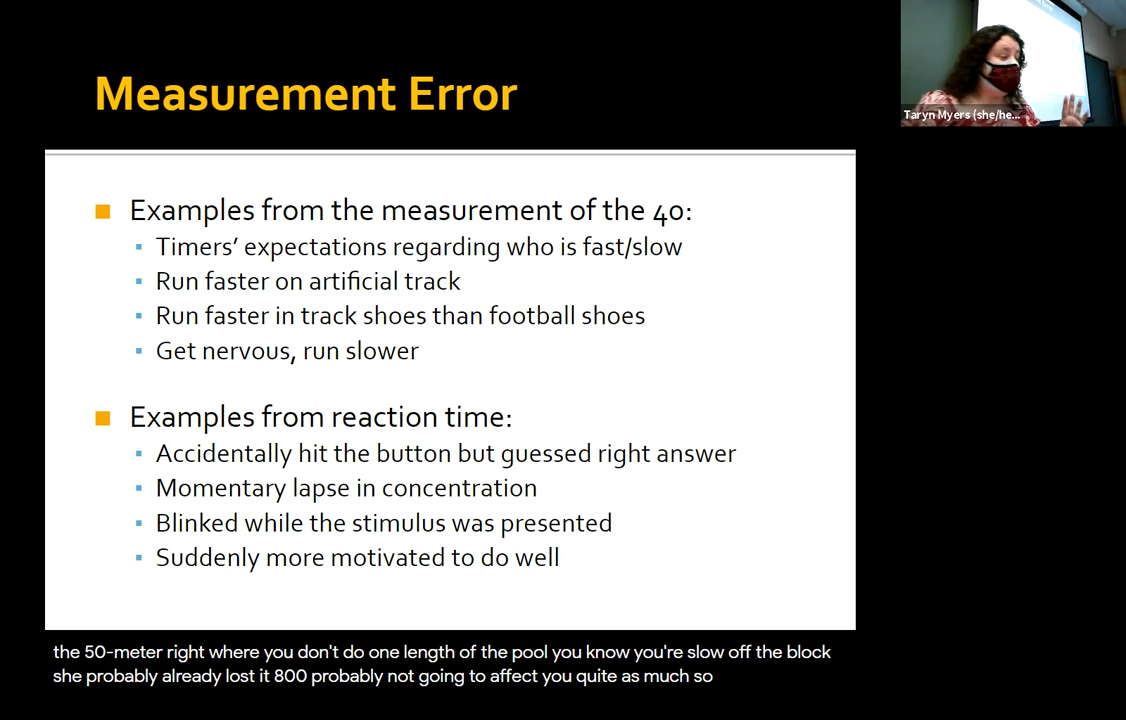 Measurement Error
Taryn Myers (she/he...
Examples from the measurement of the 40:
Timers' expectations regarding who is fast/slow
Run faster on artificial track
Run faster in track shoes than football shoes
Get nervous, run slower
Examples from reaction time:
Accidentally hit the button but guessed right answer
Momentary lapse in concentration
Blinked while the stimulus was presented
Suddenly more motivated to do well
the 50-meter right where you don't do one length of the pool you know you're slow off the block
she probably already lost it 800 probably not going to affect you quite as much so